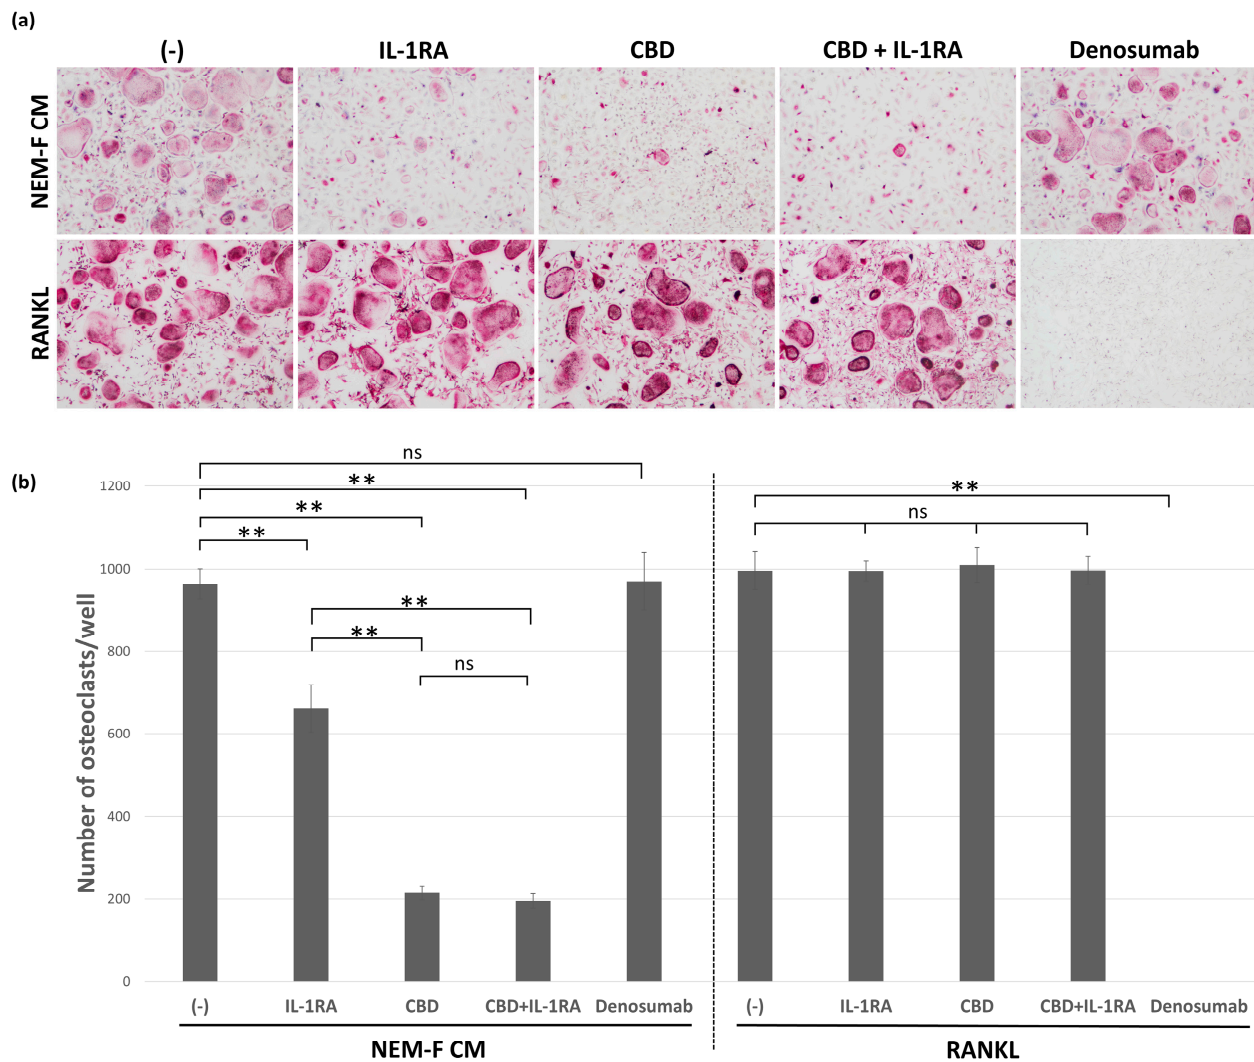 (a)
(-) IL-1RA CBD CBD + IL-1RA Denosumab
NEM-F CM
RANKL
(b)
ns
**
**
**
**
**
ns
**
ns
1200
1000
800
600
400
200
0
Number of osteoclasts/well
(-) IL-1RA CBD CBD+IL-1RA Denosumab (-) IL-1RA CBD CBD+IL-1RA Denosumab
NEM-F CM RANKL